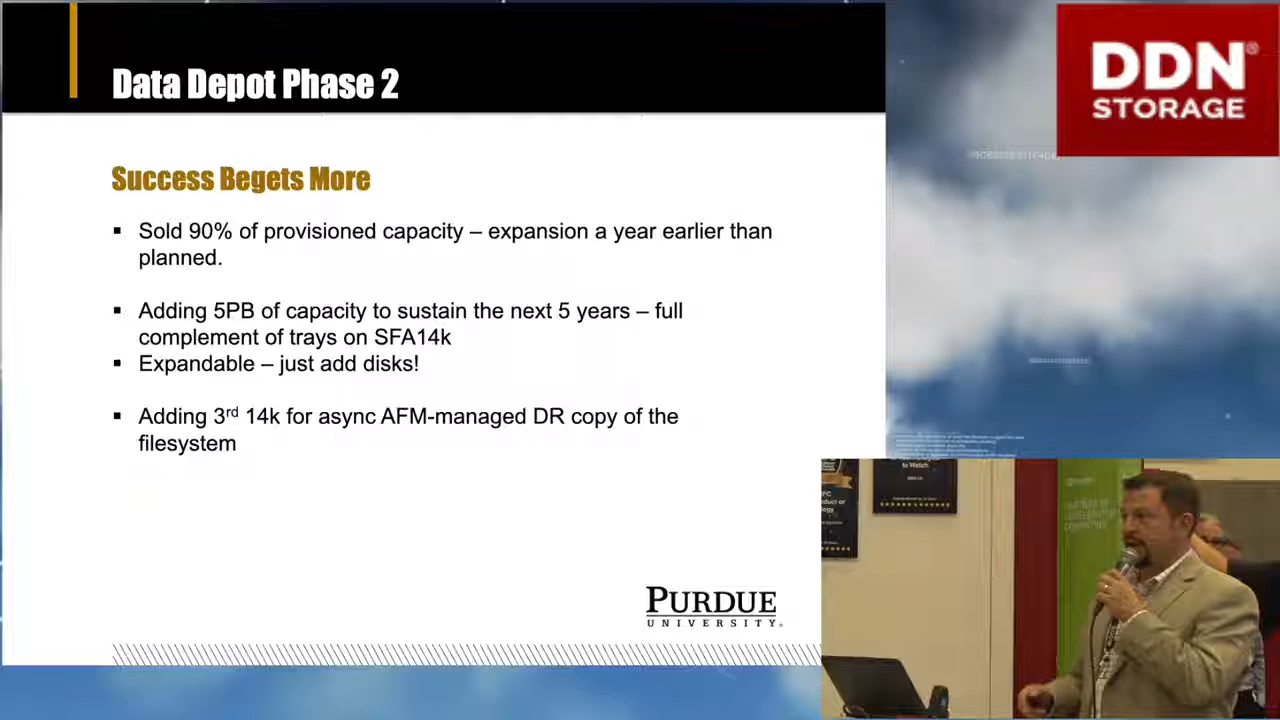 Data Depot Phase 2
DDN®
STORAGE
Success Begets More
▪ Sold 90% of provisioned capacity – expansion a year earlier than
planned.
▪ Adding 5PB of capacity to sustain the next 5 years – full
complement of trays on SFA14k
▪ Expandable – just add disks!
▪ Adding 3rd 14k for async AFM-managed DR copy of the
filesystem
to Watch
PURDUE
UNIVERSITY